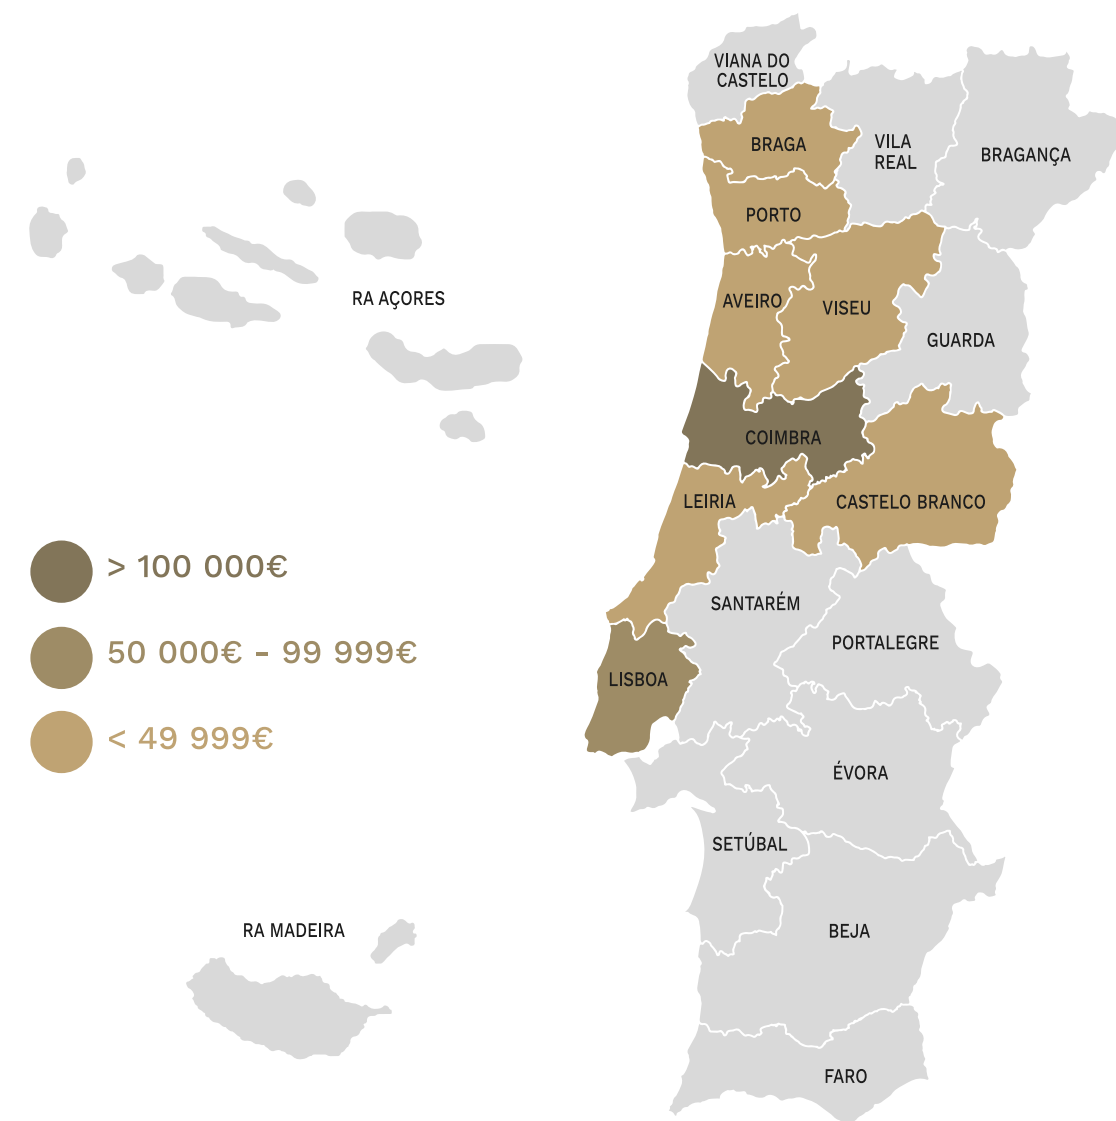 VIANA DO
CASTELO
BRAGA
VILA
REAL
BRAGANÇA
PORTO
RA AÇORES
AVEIRO
VISEU
GUARDA
COIMBRA
LEIRIA
CASTELO BRANCO
> 100 000€
50 000€ - 99 999€
< 49 999€
SANTARÉM
PORTALEGRE
LISBOA
ÉVORA
SETÚBAL
RA MADEIRA
BEJA
FARO